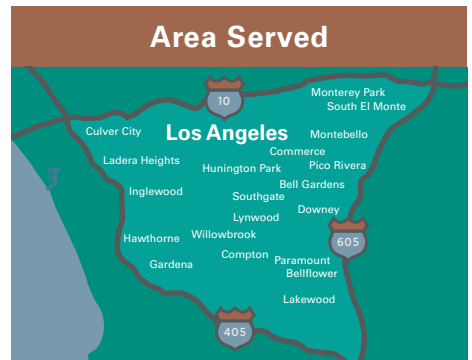 Area Served
10
Monterey Park
South El Monte
Culver City
Los Angeles
Montebello
Commerce
Ladera Heights
Hunington Park
Pico Rivera
Bell Gardens
Inglewood
Southgate
Downey
Lynwood
Hawthorne
Willowbrook
605
Compton
Gardena
Paramount
Bellflower
Lakewood
405